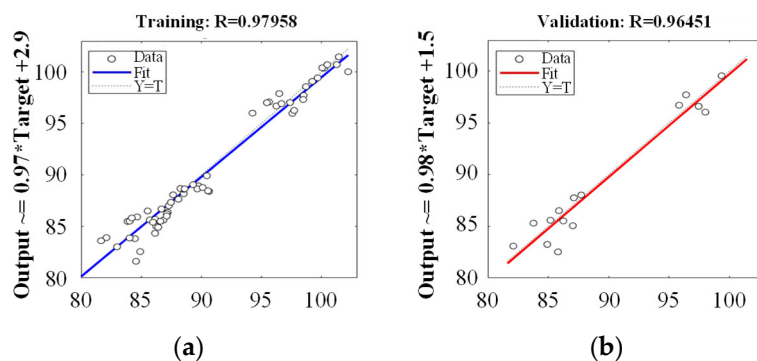 Training: R=0.97958
Output ~= 0.97*Target +2.9
Data
Fit
Y=T
100
95
90
85
80
80 85 90 95 100
(a)
Validation: R=0.96451
Output ~= 0.98*Target +1.5
Data
Fit
Y=T
100
95
90
85
80
80 85 90 95 100
(b)